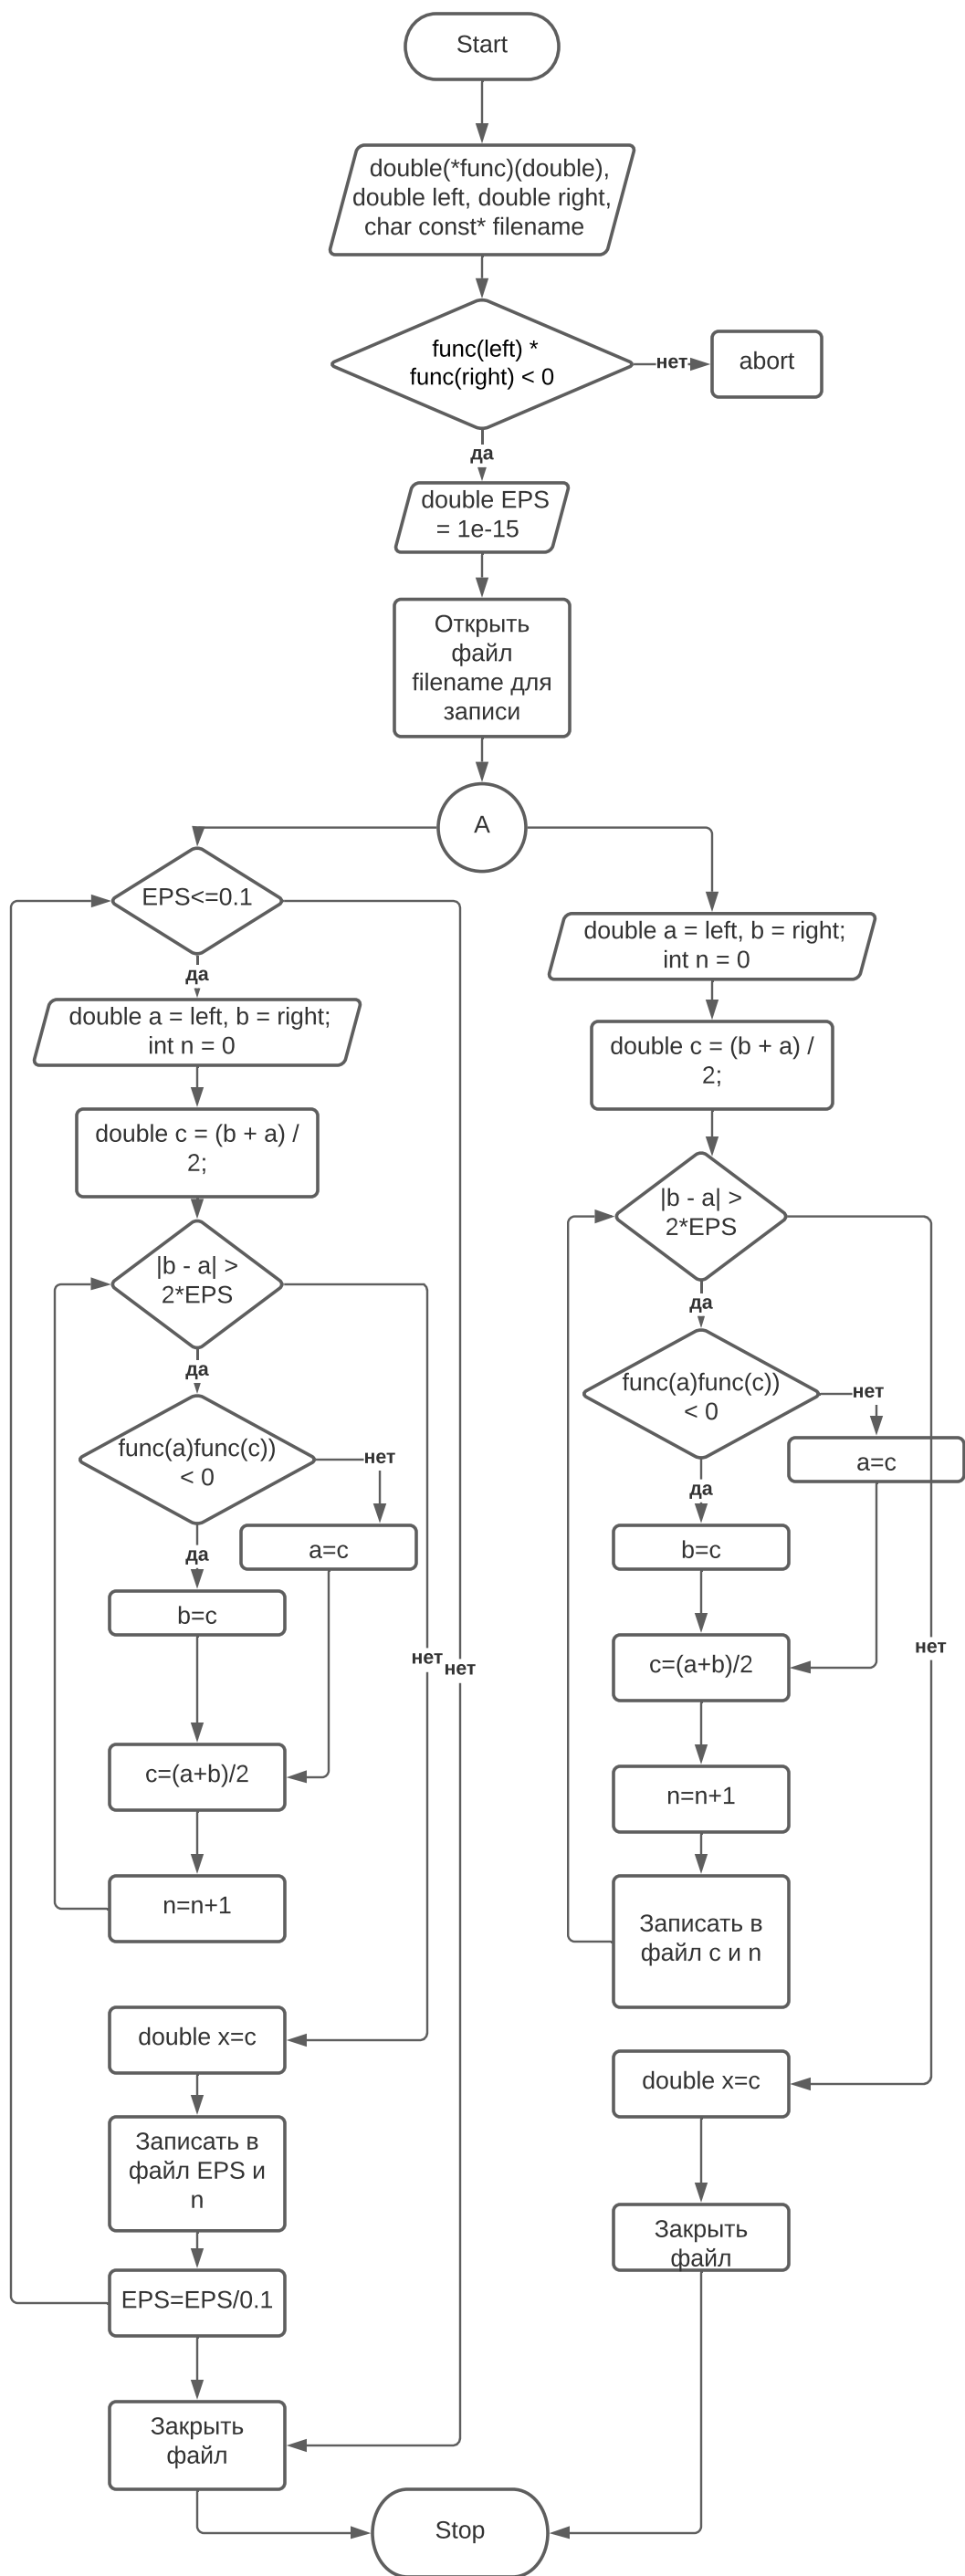 Start
double(*func)(double),
double left, double right,
char const* filename
func(left) *
func(right) < 0
нет
abort
да
double EPS
= 1e-15
Открыть
файл
filename для
записи
A
EPS<=0.1
да
double a = left, b = right;
int n = 0
double c = (b + a) /
2;
|b - a| >
2*EPS
да
func(a)func(c))
< 0
нет
a=c
да
b=c
нет
нет
c=(a+b)/2
n=n+1
double x=c
Записать в
файл EPS и
n
EPS=EPS/0.1
Закрыть
файл
double a = left, b = right;
int n = 0
double c = (b + a) /
2;
|b - a| >
2*EPS
да
func(a)func(c))
< 0
нет
a=c
да
b=c
нет
c=(a+b)/2
n=n+1
Записать в
файл c и n
double x=c
Закрыть
файл
Stop